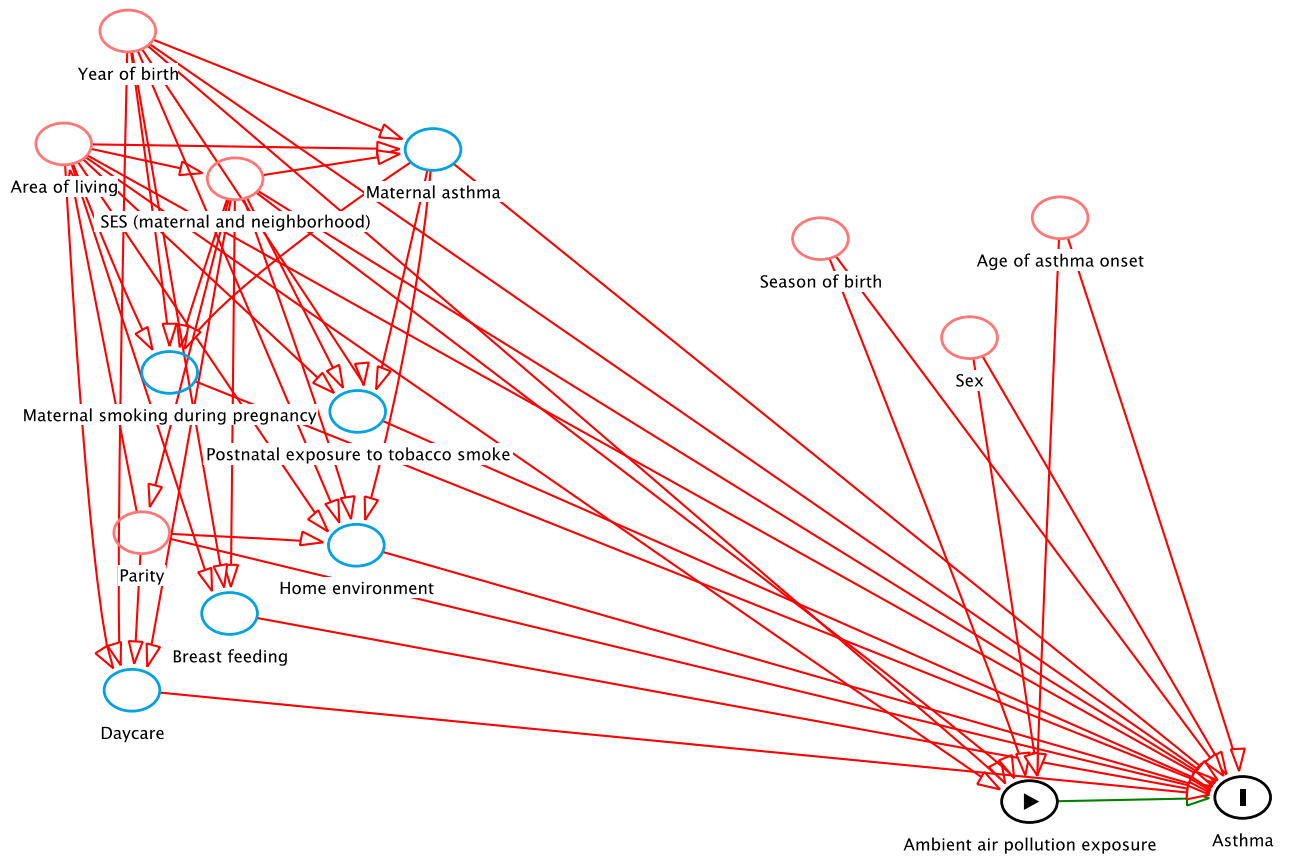 Year of birth
Area of living
Maternal asthma
SES (maternal and neighborhood)
Age of asthma onset
Season of birth
Sex
Maternal smoking during pregnancy
Postnatal exposure to tobacco smoke
Parity
Home environment
Breast feeding
Daycare
Ambient air pollution exposure
Asthma